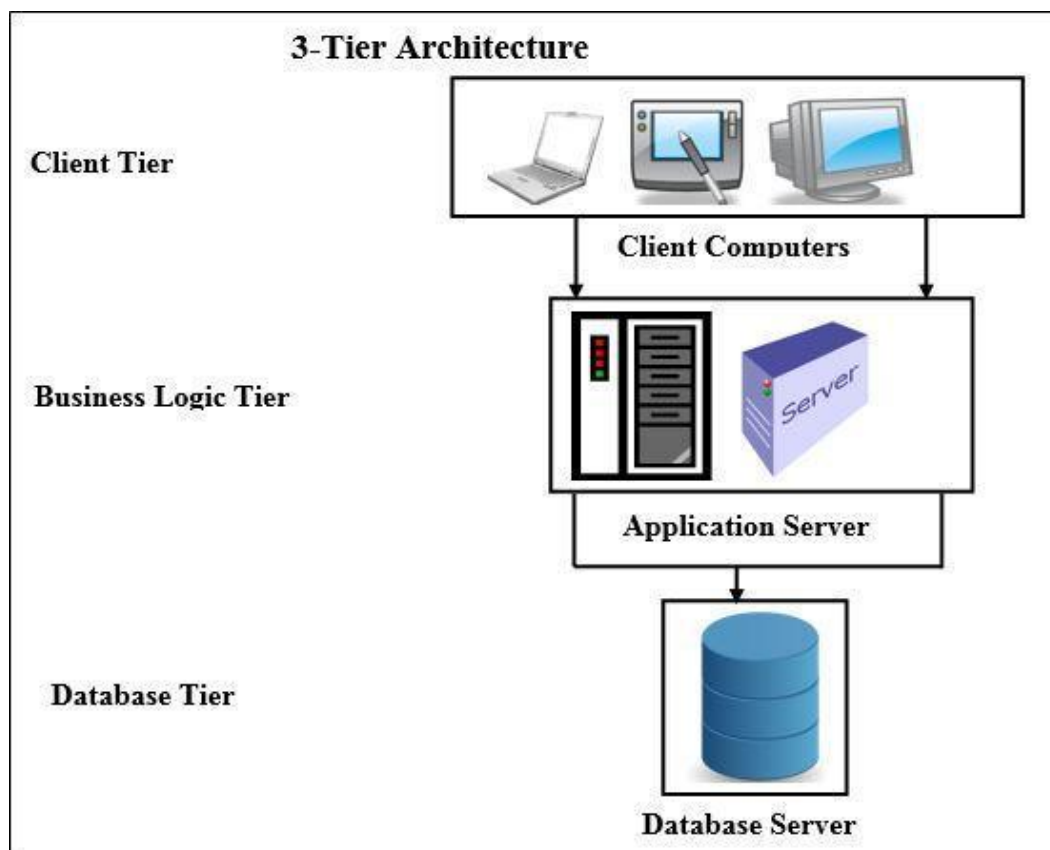 3-Tier Architecture
Client Tier
Client Computers
Business Logic Tier
Server
Application Server
Database Tier
Database Server